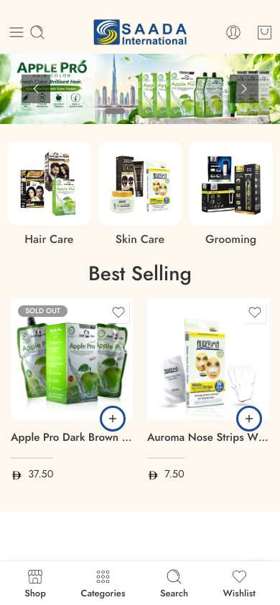 SAADA
International
APPLE PRO
Hair Care
Skin Care
Grooming
Best Selling
SOLD OUT
Apple Pro Dark Brown ...
Auroma Nose Strips W...
37.50
7.50
Shop
Categories
Search
Wishlist